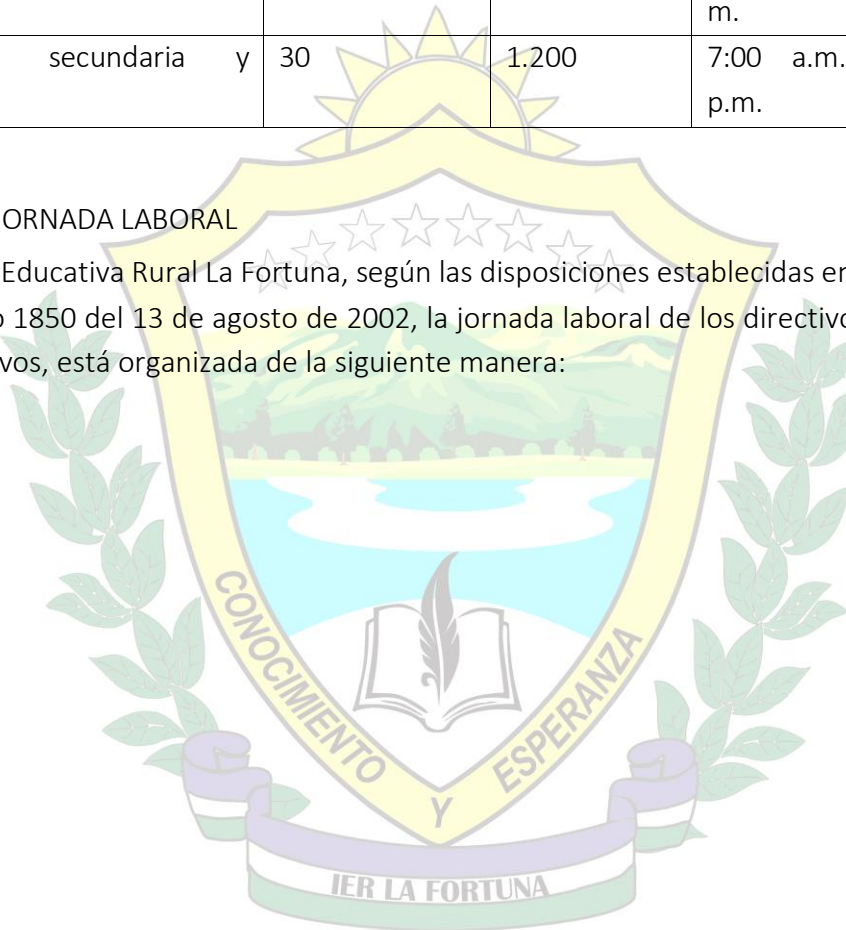 m.
secundaria y 30 1.200 7:00 a.m.
p.m.
ORNADA LABORAL
Educativa Rural La Fortuna, según las disposiciones establecidas en
o 1850 del 13 de agosto de 2002, la jornada laboral de los directivo
vos, está organizada de la siguiente manera:
CONOCIMIENTO
Y
ESPERANZA
IER LA FORTUNA